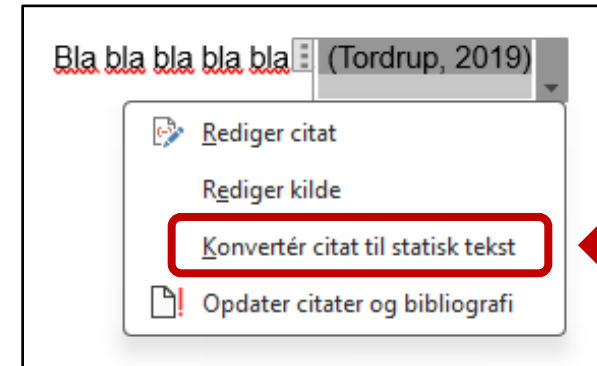 Bla bla bla bla bla (Tordrup, 2019)
Rediger citat
Rediger kilde
Konvertér citat til statisk tekst
Opdater citater og bibliografi